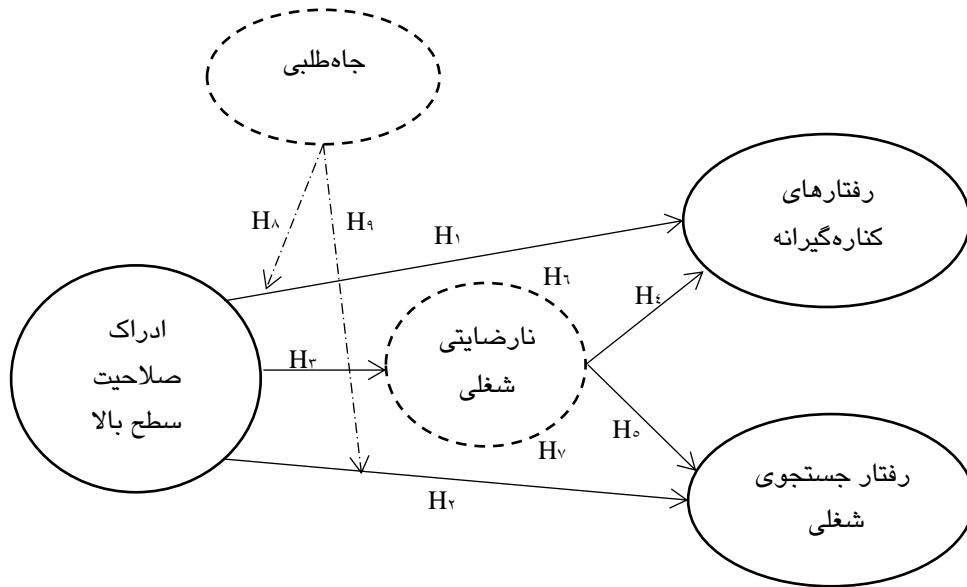 جاه‌طلبی
رفتارهای
کناره‌گیرانه
H۸
H۹
H۱
H۶
H٤
ادراک
صلاحیت
سطح بالا
H۳
نارضایتی
شغلی
H۵
H۷
H۲
رفتار جستجوی
شغلی